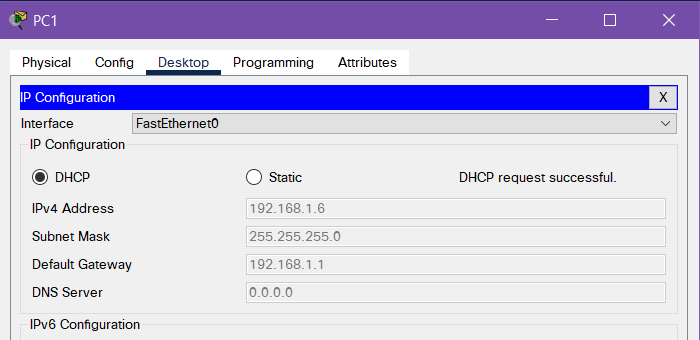 PC1
Physical Config Desktop Programming Attributes
IP Configuration X
Interface FastEthernet0
IP Configuration
DHCP Static DHCP request successful.
IPv4 Address 192.168.1.6
Subnet Mask 255.255.255.0
Default Gateway 192.168.1.1
DNS Server 0.0.0.0
IPv6 Configuration